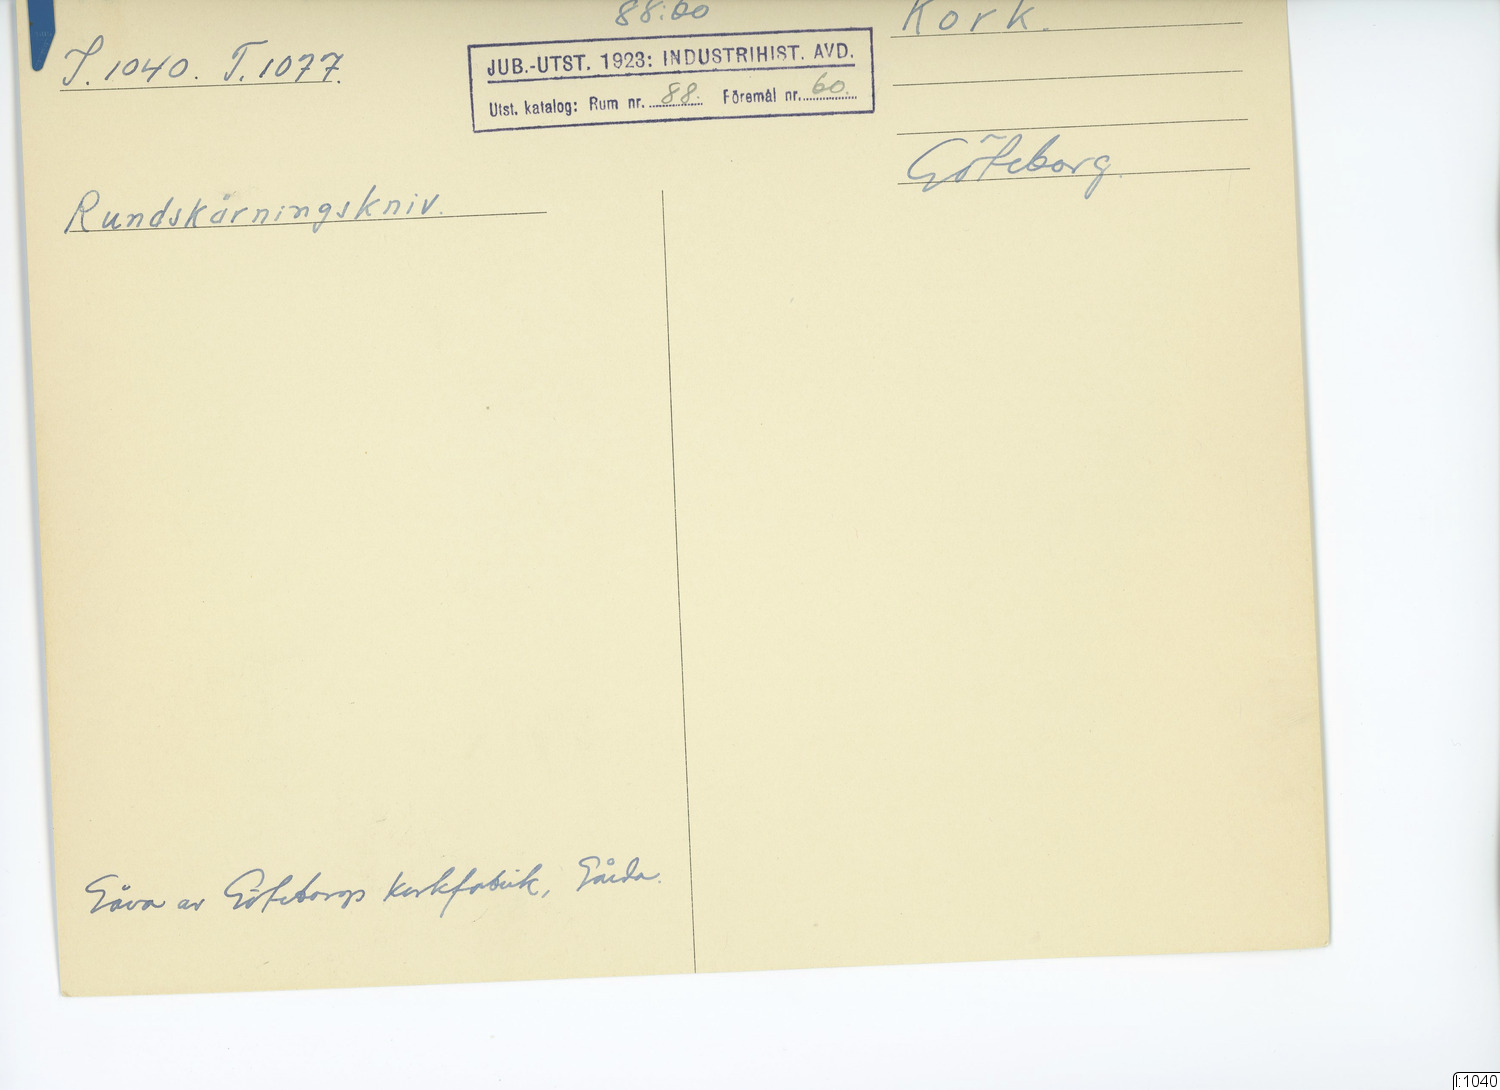 88:60
Kork.
I. 1040. T. 1077.
JUB.-UTST. 1923: INDUSTRIHIST. AVD.
Utst. katalog: Rum nr. 88. Föremål nr. 60.
Göteborg.
Rundskärningskniv.
Gåva av Göteborgs Korkfabrik, Gårda.
I:1040